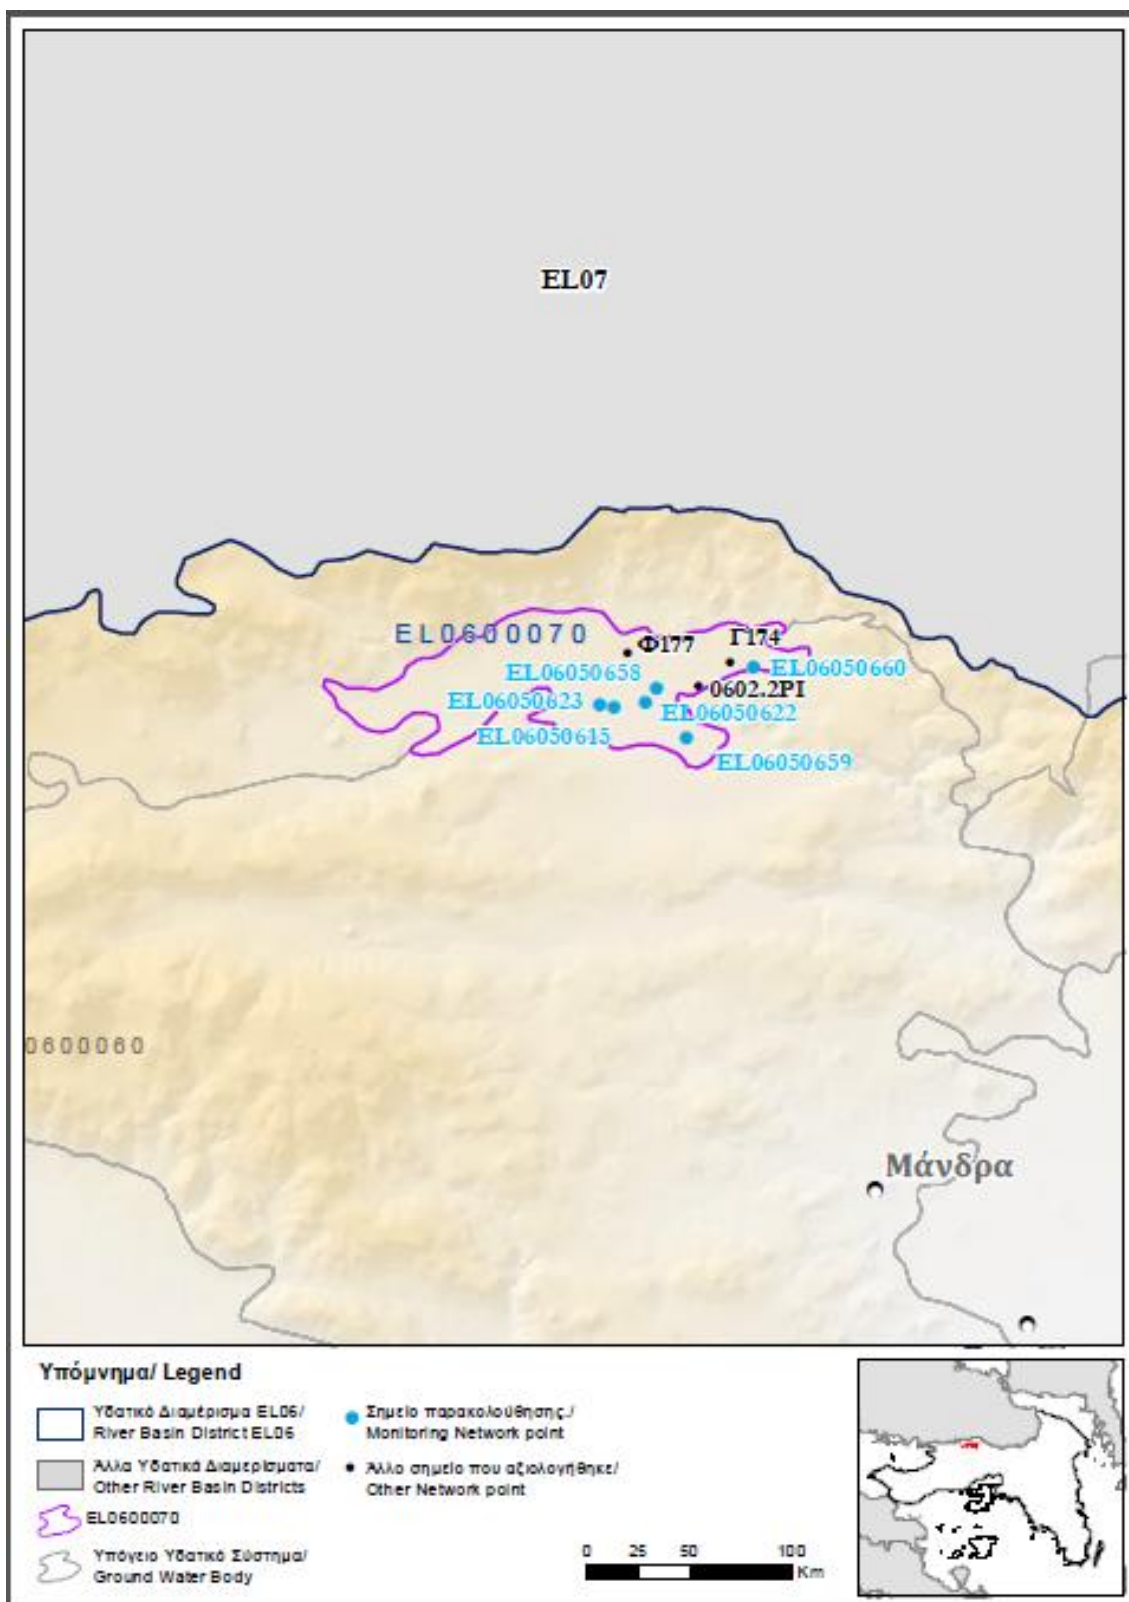 EL07
EL0600070
Φ177
Γ174
EL06050658
EL06050660
0602.2PI
EL06050623
EL06050622
EL06050615
EL06050659
0600060
Μάνδρα
Υπόμνημα/ Legend
Υδατικό Διαμέρισμα EL06/
River Basin District EL06
Άλλα Υδατικά Διαμερίσματα/
Other River Basin Districts
EL0600070
Υπόγειο Υδατικό Σύστημα/
Ground Water Body
Σημείο παρακολούθησης./
Monitoring Network point
Άλλο σημείο που αξιολογήθηκε/
Other Network point
0 25 50 100
Km